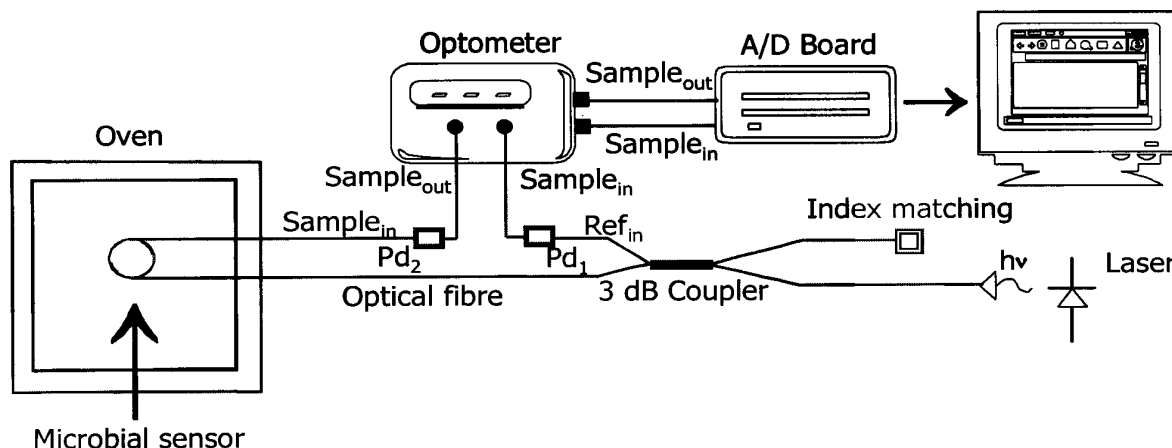 Optometer
A/D Board
Sample_out
Sample_in
Oven
Sample_out
Sample_in
Sample_in
Ref_in
Index matching
Pd_2
Pd_1
hν
Laser
Optical fibre
3 dB Coupler
Microbial sensor